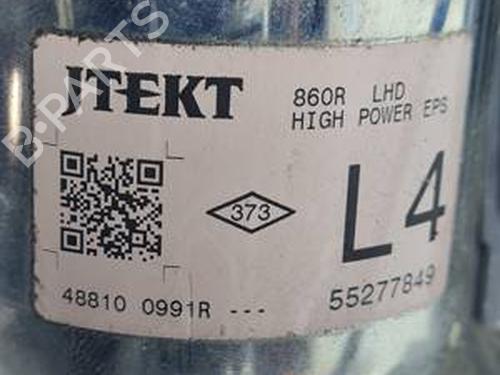 B-PARTS
JTEKT
860R LHD
HIGH POWER EPS
373
L4
48810 0991R ---
55277849